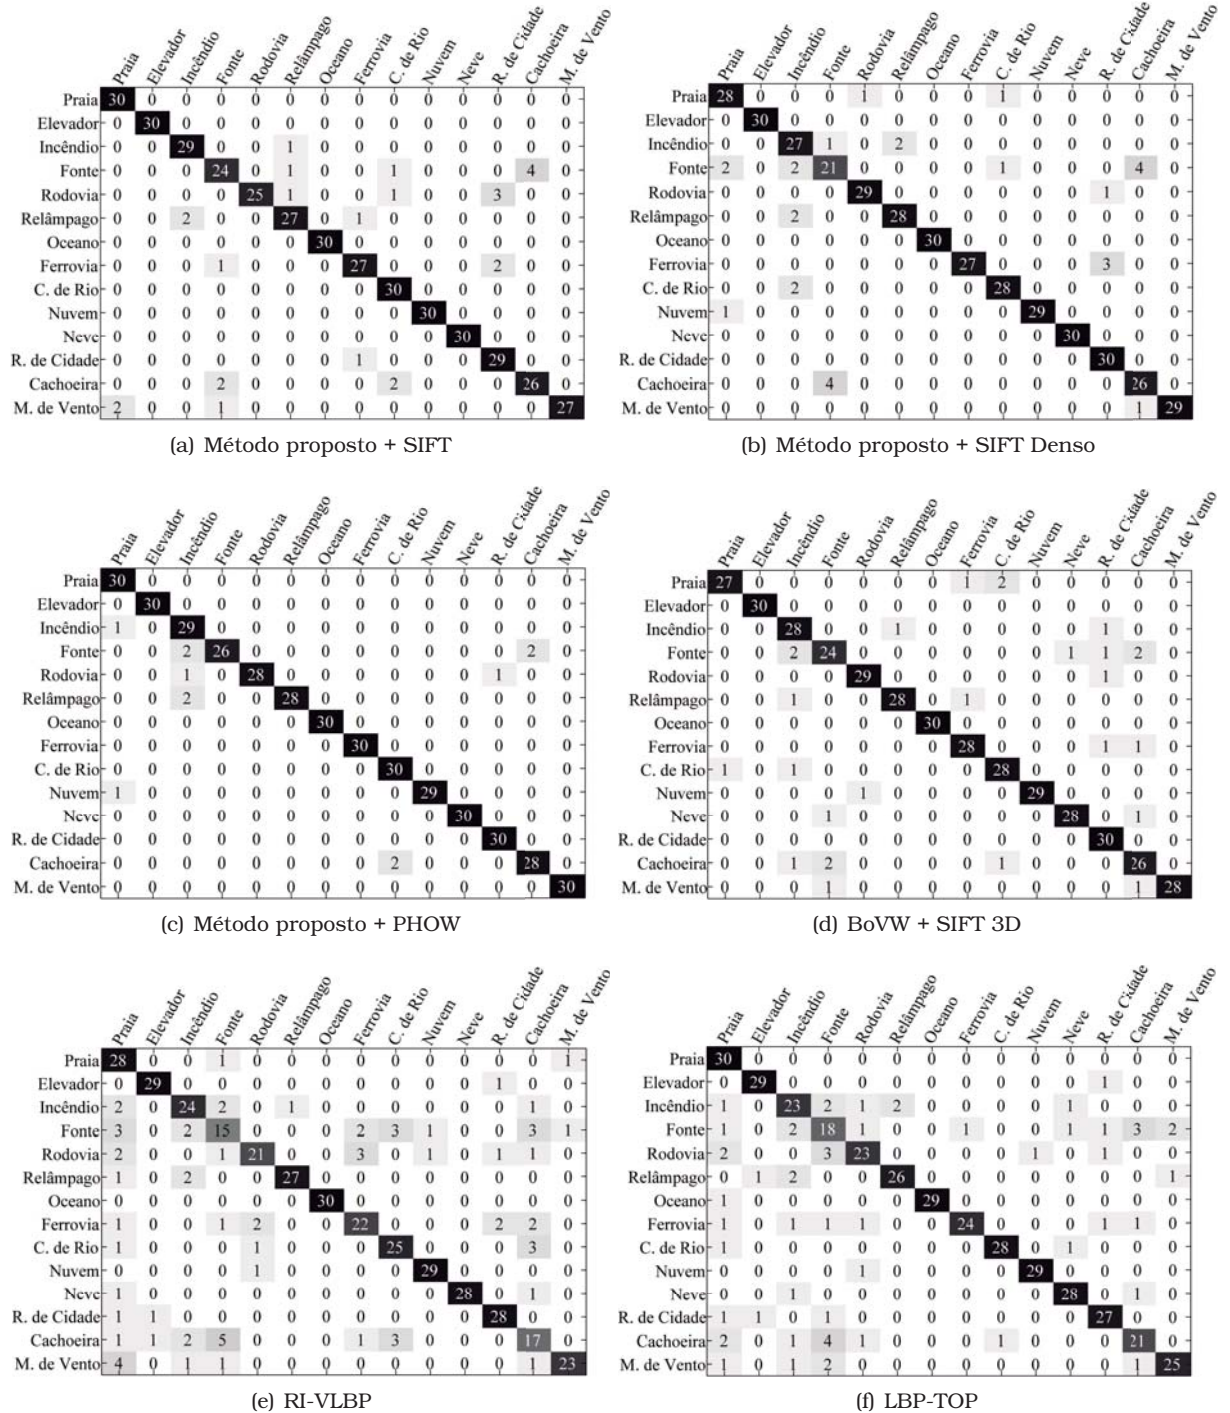 Praia Elevador Incêndio Fonte Rodovia Relâmpago Oceano Ferrovia C. de Rio Nuvem Neve R. de Cidade Cachoeira M. de Vento
Praia 30 0 0 0 0 0 0 0 0 0 0 0 0 0
Elevador 0 30 0 0 0 0 0 0 0 0 0 0 0 0
Incêndio 0 0 29 0 0 1 0 0 0 0 0 0 0 0
Fonte 0 0 0 24 0 1 0 0 1 0 0 0 4 0
Rodovia 0 0 0 0 25 1 0 0 1 0 0 3 0 0
Relâmpago 0 0 2 0 0 27 0 1 0 0 0 0 0 0
Oceano 0 0 0 0 0 0 30 0 0 0 0 0 0 0
Ferrovia 0 0 0 1 0 0 0 27 0 0 0 2 0 0
C. de Rio 0 0 0 0 0 0 0 0 30 0 0 0 0 0
Nuvem 0 0 0 0 0 0 0 0 0 30 0 0 0 0
Neve 0 0 0 0 0 0 0 0 0 0 30 0 0 0
R. de Cidade 0 0 0 0 0 0 0 1 0 0 0 29 0 0
Cachoeira 0 0 0 2 0 0 0 0 2 0 0 0 26 0
M. de Vento 2 0 0 1 0 0 0 0 0 0 0 0 0 27
(a) Método proposto + SIFT
Praia Elevador Incêndio Fonte Rodovia Relâmpago Oceano Ferrovia C. de Rio Nuvem Neve R. de Cidade Cachoeira M. de Vento
Praia 28 0 0 0 1 0 0 0 1 0 0 0 0 0
Elevador 0 30 0 0 0 0 0 0 0 0 0 0 0 0
Incêndio 0 0 27 1 0 2 0 0 0 0 0 0 0 0
Fonte 2 0 2 21 0 0 0 0 1 0 0 0 4 0
Rodovia 0 0 0 0 29 0 0 0 0 0 0 1 0 0
Relâmpago 0 0 2 0 0 28 0 0 0 0 0 0 0 0
Oceano 0 0 0 0 0 0 30 0 0 0 0 0 0 0
Ferrovia 0 0 0 0 0 0 0 27 0 0 0 3 0 0
C. de Rio 0 0 2 0 0 0 0 0 28 0 0 0 0 0
Nuvem 1 0 0 0 0 0 0 0 0 29 0 0 0 0
Neve 0 0 0 0 0 0 0 0 0 0 30 0 0 0
R. de Cidade 0 0 0 0 0 0 0 0 0 0 0 30 0 0
Cachoeira 0 0 0 4 0 0 0 0 0 0 0 0 26 0
M. de Vento 0 0 0 0 0 0 0 0 0 0 0 0 1 29
(b) Método proposto + SIFT Denso
Praia Elevador Incêndio Fonte Rodovia Relâmpago Oceano Ferrovia C. de Rio Nuvem Neve R. de Cidade Cachoeira M. de Vento
Praia 30 0 0 0 0 0 0 0 0 0 0 0 0 0
Elevador 0 30 0 0 0 0 0 0 0 0 0 0 0 0
Incêndio 1 0 29 0 0 0 0 0 0 0 0 0 0 0
Fonte 0 0 2 26 0 0 0 0 0 0 0 0 2 0
Rodovia 0 0 1 0 28 0 0 0 0 0 0 1 0 0
Relâmpago 0 0 2 0 0 28 0 0 0 0 0 0 0 0
Oceano 0 0 0 0 0 0 30 0 0 0 0 0 0 0
Ferrovia 0 0 0 0 0 0 0 30 0 0 0 0 0 0
C. de Rio 0 0 0 0 0 0 0 0 30 0 0 0 0 0
Nuvem 1 0 0 0 0 0 0 0 0 29 0 0 0 0
Neve 0 0 0 0 0 0 0 0 0 0 30 0 0 0
R. de Cidade 0 0 0 0 0 0 0 0 0 0 0 30 0 0
Cachoeira 0 0 0 0 0 0 0 0 2 0 0 0 28 0
M. de Vento 0 0 0 0 0 0 0 0 0 0 0 0 0 30
(c) Método proposto + PHOW
Praia Elevador Incêndio Fonte Rodovia Relâmpago Oceano Ferrovia C. de Rio Nuvem Neve R. de Cidade Cachoeira M. de Vento
Praia 27 0 0 0 0 0 0 1 2 0 0 0 0 0
Elevador 0 30 0 0 0 0 0 0 0 0 0 0 0 0
Incêndio 0 0 28 0 0 1 0 0 0 0 0 1 0 0
Fonte 0 0 2 24 0 0 0 0 0 0 1 1 2 0
Rodovia 0 0 0 0 29 0 0 0 0 0 0 1 0 0
Relâmpago 0 0 1 0 0 28 0 1 0 0 0 0 0 0
Oceano 0 0 0 0 0 0 30 0 0 0 0 0 0 0
Ferrovia 0 0 0 0 0 0 0 28 0 0 0 1 1 0
C. de Rio 1 0 1 0 0 0 0 0 28 0 0 0 0 0
Nuvem 0 0 0 0 1 0 0 0 0 29 0 0 0 0
Neve 0 0 0 1 0 0 0 0 0 0 28 0 1 0
R. de Cidade 0 0 0 0 0 0 0 0 0 0 0 30 0 0
Cachoeira 0 0 1 2 0 0 0 0 1 0 0 0 26 0
M. de Vento 0 0 0 1 0 0 0 0 0 0 0 0 1 28
(d) BoVW + SIFT 3D
Praia Elevador Incêndio Fonte Rodovia Relâmpago Oceano Ferrovia C. de Rio Nuvem Neve R. de Cidade Cachoeira M. de Vento
Praia 28 0 0 1 0 0 0 0 0 0 0 0 0 1
Elevador 0 29 0 0 0 0 0 0 0 0 0 1 0 0
Incêndio 2 0 24 2 0 1 0 0 0 0 0 0 1 0
Fonte 3 0 2 15 0 0 0 2 3 1 0 0 3 1
Rodovia 2 0 0 1 21 0 0 3 0 1 0 1 1 0
Relâmpago 1 0 2 0 0 27 0 0 0 0 0 0 0 0
Oceano 0 0 0 0 0 0 30 0 0 0 0 0 0 0
Ferrovia 1 0 0 1 2 0 0 22 0 0 0 2 2 0
C. de Rio 1 0 0 0 1 0 0 0 25 0 0 0 3 0
Nuvem 0 0 0 0 1 0 0 0 0 29 0 0 0 0
Neve 1 0 0 0 0 0 0 0 0 0 28 0 1 0
R. de Cidade 1 1 0 0 0 0 0 0 0 0 0 28 0 0
Cachoeira 1 1 2 5 0 0 0 1 3 0 0 0 17 0
M. de Vento 4 0 1 1 0 0 0 0 0 0 0 0 1 23
(e) RI-VLBP
Praia Elevador Incêndio Fonte Rodovia Relâmpago Oceano Ferrovia C. de Rio Nuvem Neve R. de Cidade Cachoeira M. de Vento
Praia 30 0 0 0 0 0 0 0 0 0 0 0 0 0
Elevador 0 29 0 0 0 0 0 0 0 0 0 1 0 0
Incêndio 1 0 23 2 1 2 0 0 0 0 1 0 0 0
Fonte 1 0 2 18 1 0 0 1 0 0 1 1 3 2
Rodovia 2 0 0 3 23 0 0 0 0 1 0 1 0 0
Relâmpago 0 1 2 0 0 26 0 0 0 0 0 0 0 1
Oceano 1 0 0 0 0 0 29 0 0 0 0 0 0 0
Ferrovia 1 0 1 1 1 0 0 24 0 0 0 1 1 0
C. de Rio 1 0 0 0 0 0 0 0 28 0 1 0 0 0
Nuvem 0 0 0 0 1 0 0 0 0 29 0 0 0 0
Neve 0 0 1 0 0 0 0 0 0 0 28 0 1 0
R. de Cidade 1 1 0 1 0 0 0 0 0 0 0 27 0 0
Cachoeira 2 0 1 4 1 0 0 0 1 0 0 0 21 0
M. de Vento 1 0 1 2 0 0 0 0 0 0 0 0 1 25
(f) LBP-TOP